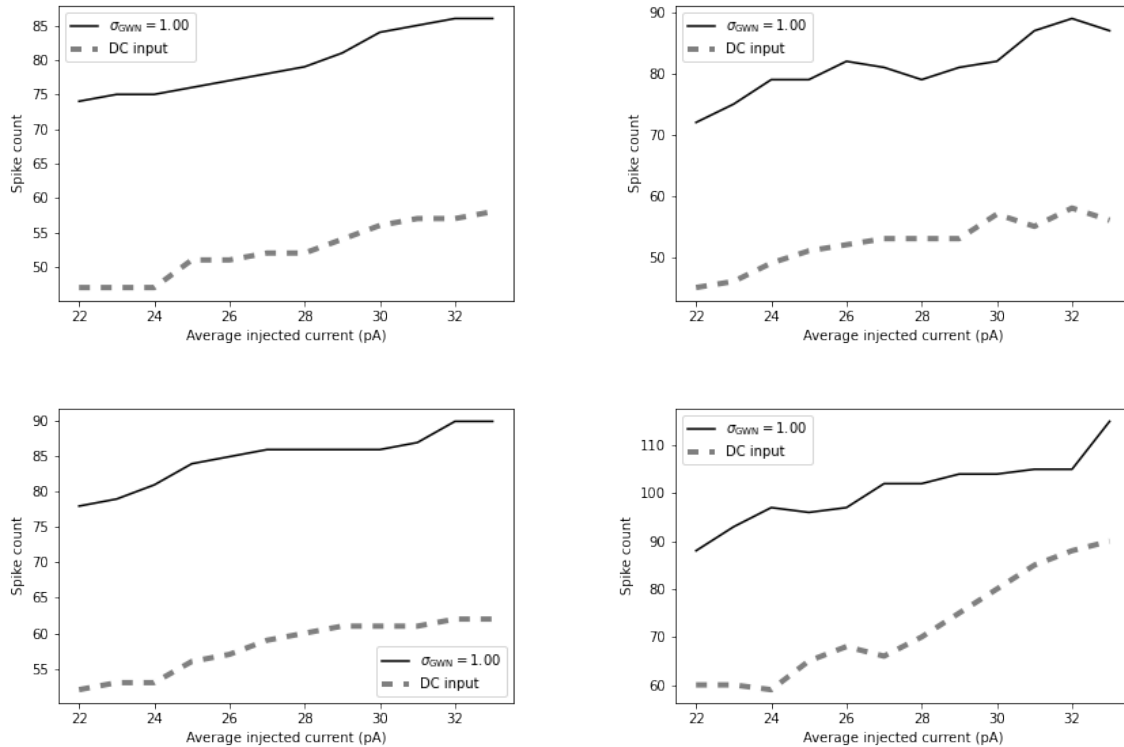 85
80
75
70
65
60
55
50
Spike count
σGWN = 1.00
DC input
22 24 26 28 30 32
Average injected current (pA)
90
80
70
60
50
Spike count
σGWN = 1.00
DC input
22 24 26 28 30 32
Average injected current (pA)
90
85
80
75
70
65
60
55
Spike count
σGWN = 1.00
DC input
22 24 26 28 30 32
Average injected current (pA)
110
100
90
80
70
60
Spike count
σGWN = 1.00
DC input
22 24 26 28 30 32
Average injected current (pA)